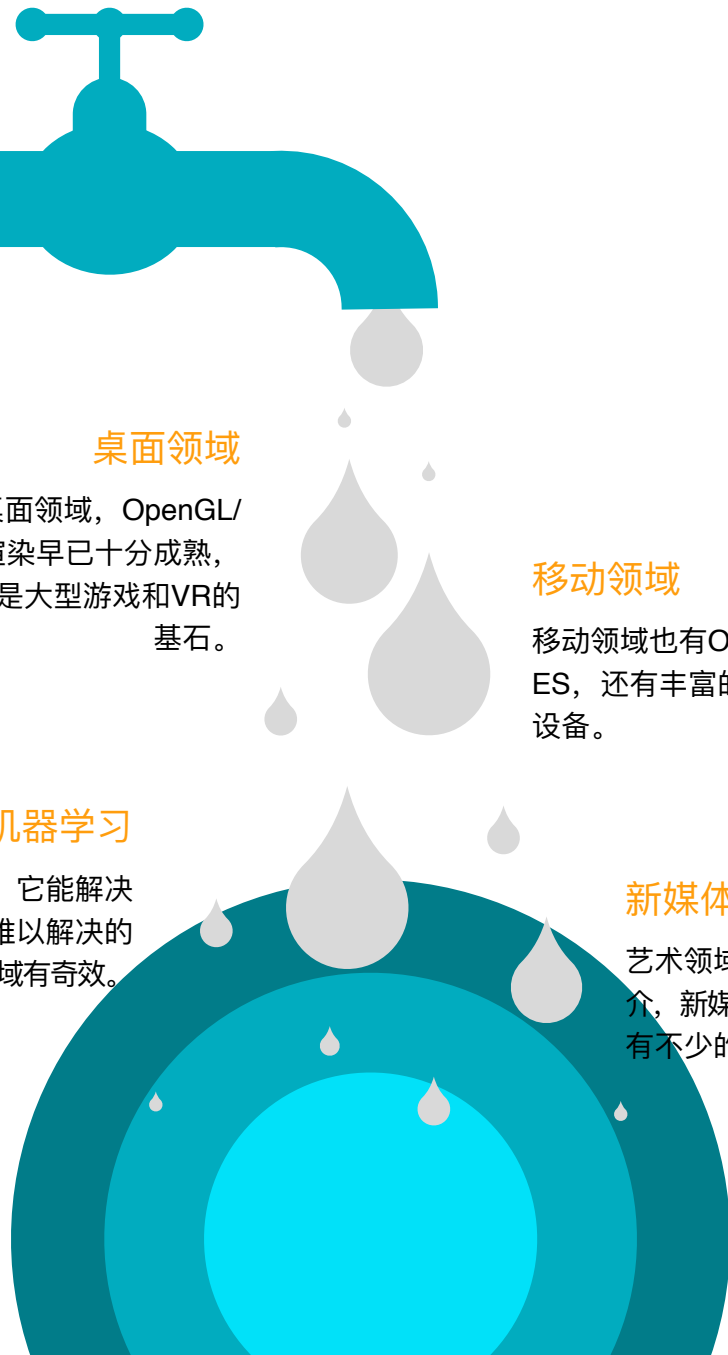 桌面领域
面领域，OpenGL/
染早已十分成熟，
是大型游戏和VR的
基石。
移动领域
移动领域也有O
ES，还有丰富的
设备。
机器学习
它能解决
难以解决的
域有奇效。
新媒体
艺术领域
介，新媒
有不少的